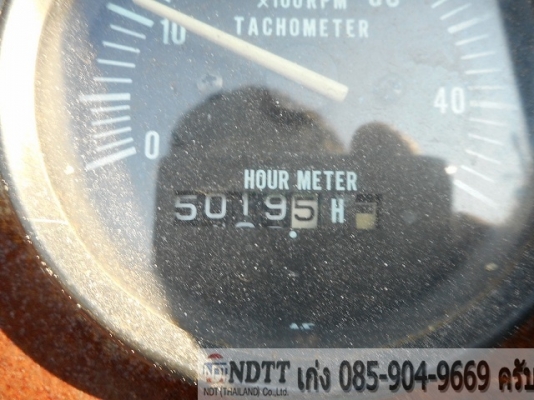 ×100RPM
TACHOMETER
10
40
0
HOUR METER
50195 H
NDTT เก่ง 085-904-9669 ครับ
NDT (THAILAND) Co.,Ltd.